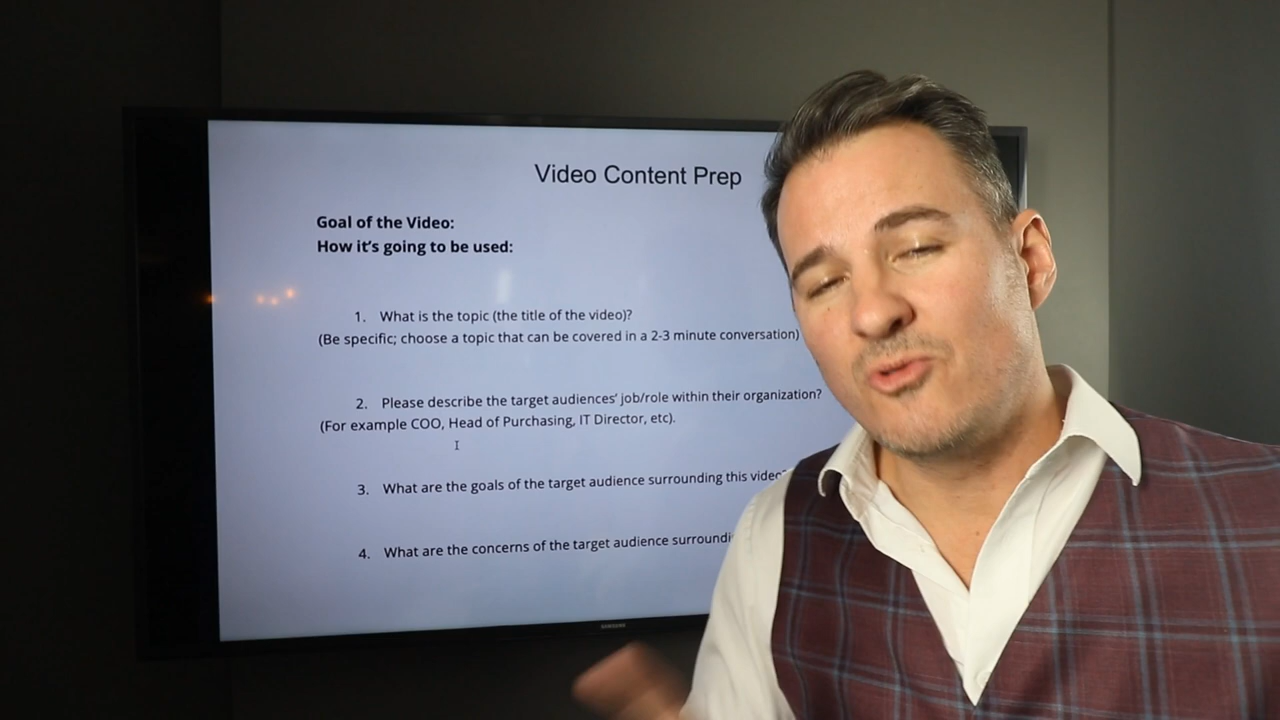 Video Content Prep
Goal of the Video:
How it's going to be used:
1. What is the topic (the title of the video)?
(Be specific; choose a topic that can be covered in a 2-3 minute conversation)
2. Please describe the target audiences' job/role within their organization?
(For example COO, Head of Purchasing, IT Director, etc).
3. What are the goals of the target audience surrounding this video
4. What are the concerns of the target audience
SAMSUNG